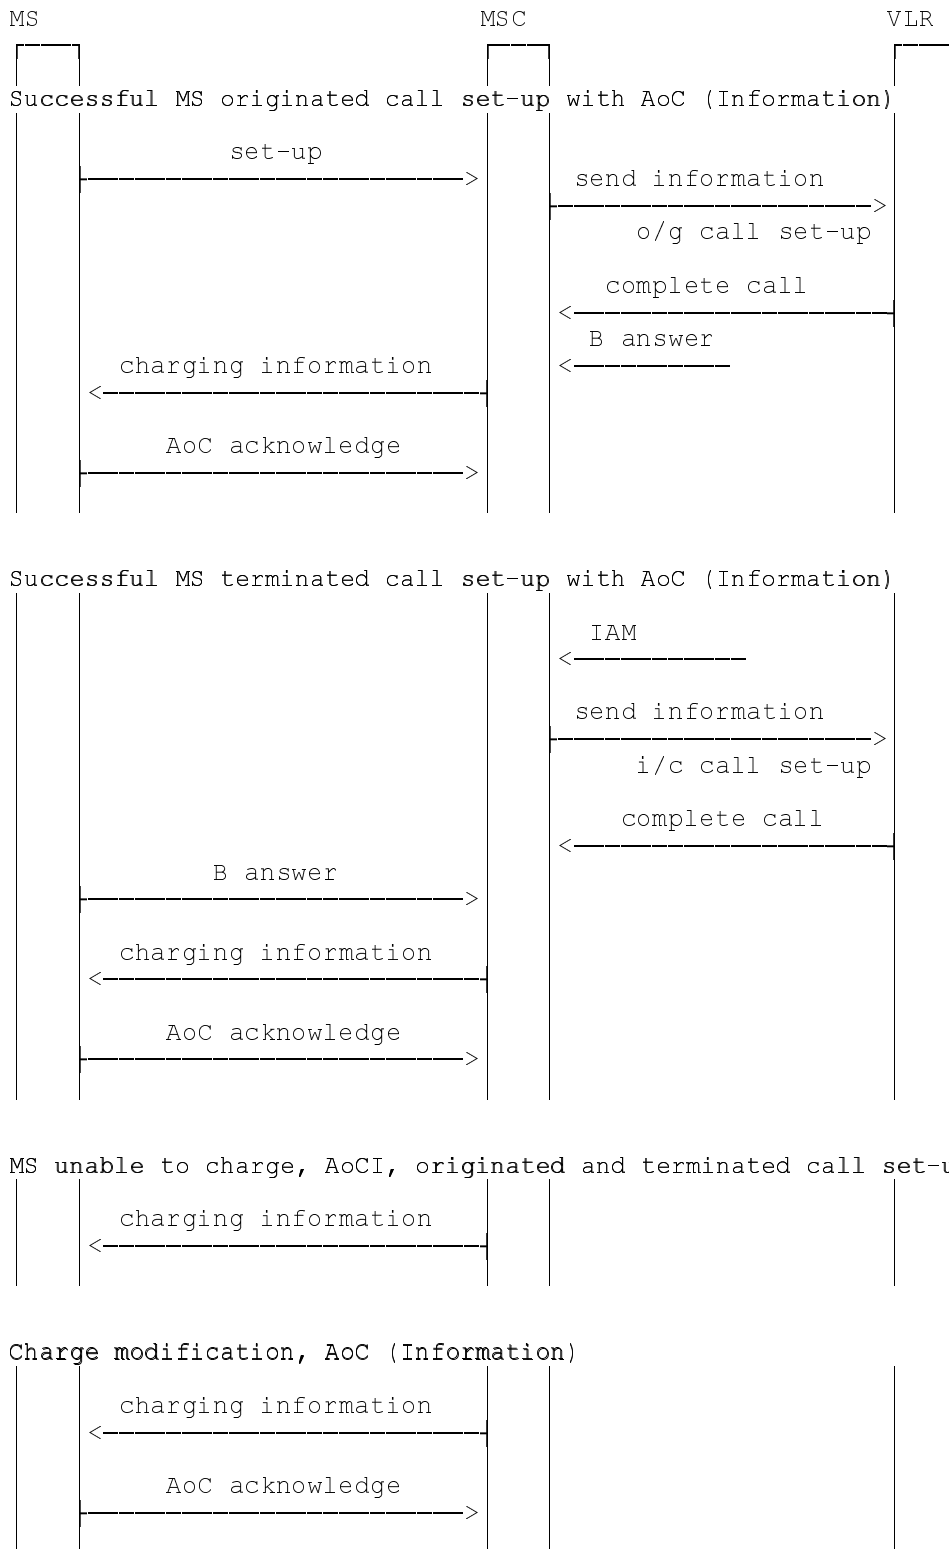 MS MSC VLR
Successful MS originated call set-up with AoC (Information)
set-up
send information
o/g call set-up
complete call
B answer
charging information
AoC acknowledge
Successful MS terminated call set-up with AoC (Information)
IAM
send information
i/c call set-up
complete call
B answer
charging information
AoC acknowledge
MS unable to charge, AoCI, originated and terminated call set-u
charging information
Charge modification, AoC (Information)
charging information
AoC acknowledge